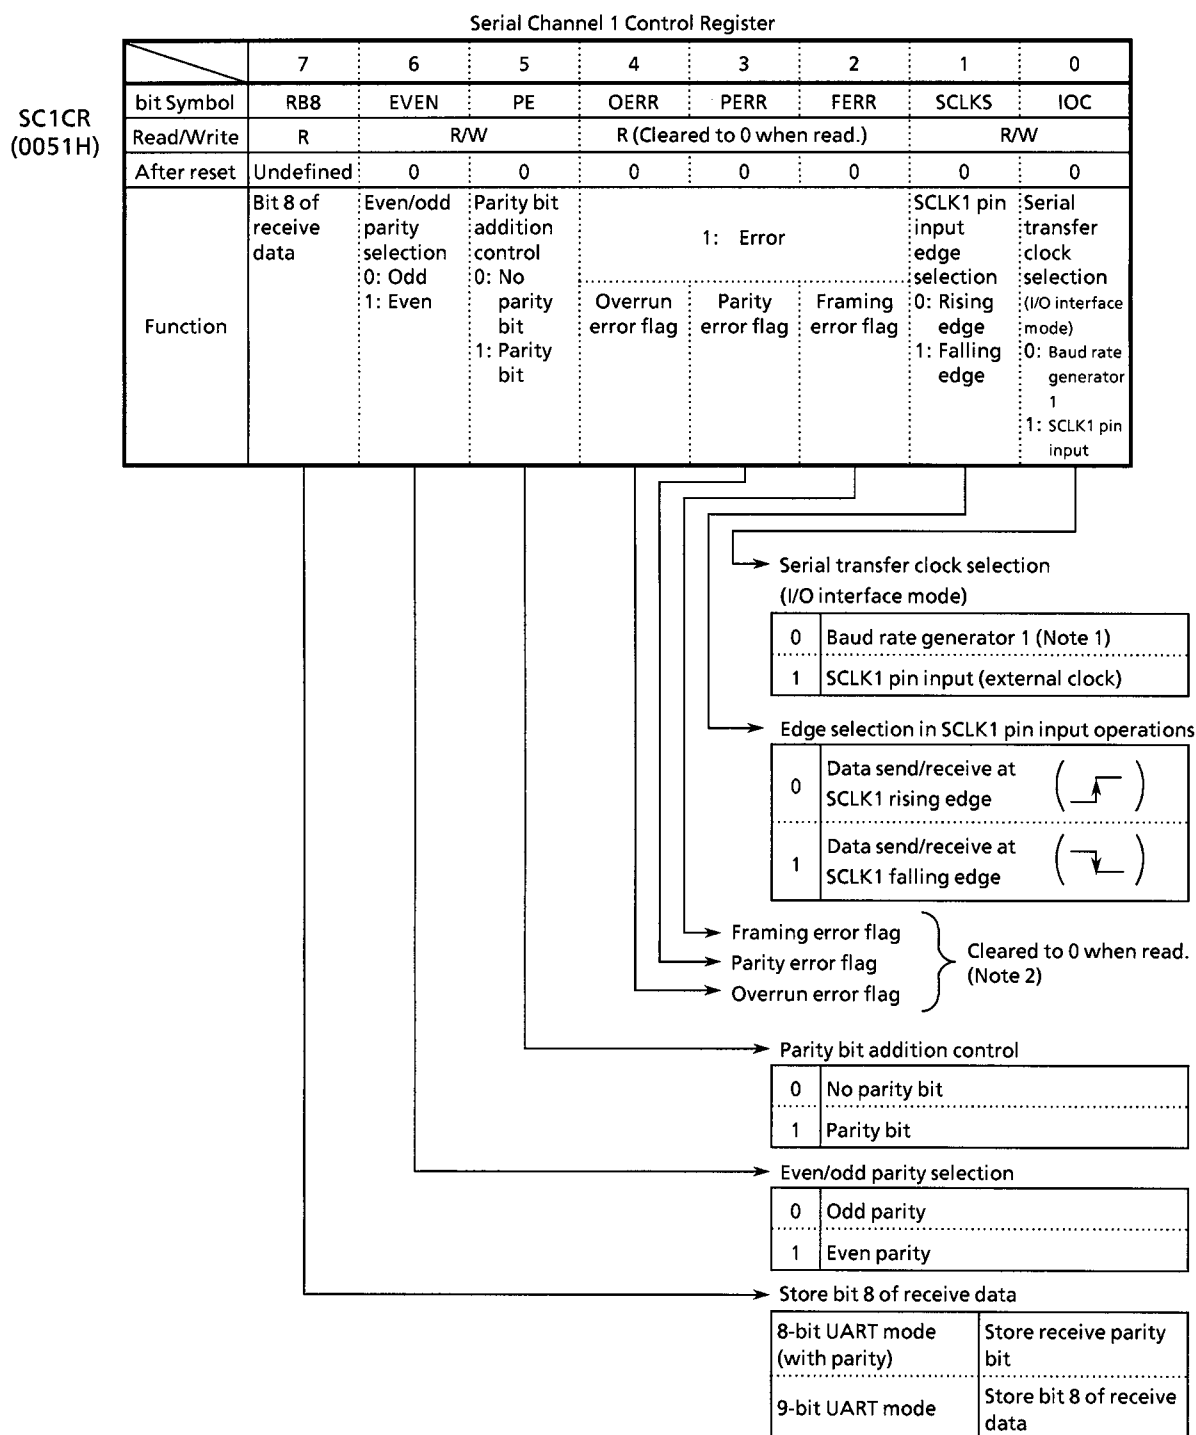 Serial Channel 1 Control Register
SC1CR
(0051H)
7 6 5 4 3 2 1 0
bit Symbol RB8 EVEN PE OERR PERR FERR SCLKS IOC
Read/Write R R/W R (Cleared to 0 when read.) R/W
After reset Undefined 0 0 0 0 0 0 0
Function
Bit 8 of
receive
data
Even/odd
parity
selection
0: Odd
1: Even
Parity bit
addition
control
0: No
parity
bit
1: Parity
bit
1: Error
Overrun
error flag
Parity
error flag
Framing
error flag
SCLK1 pin
input
edge
selection
0: Rising
edge
1: Falling
edge
Serial
transfer
clock
selection
(I/O interface
mode)
0: Baud rate
generator
1
1: SCLK1 pin
input
Serial transfer clock selection
(I/O interface mode)
0 Baud rate generator 1 (Note 1)
1 SCLK1 pin input (external clock)
Edge selection in SCLK1 pin input operations
0 Data send/receive at
SCLK1 rising edge
1 Data send/receive at
SCLK1 falling edge
Framing error flag
Parity error flag
Overrun error flag
Cleared to 0 when read.
(Note 2)
Parity bit addition control
0 No parity bit
1 Parity bit
Even/odd parity selection
0 Odd parity
1 Even parity
Store bit 8 of receive data
8-bit UART mode
(with parity)
Store receive parity
bit
9-bit UART mode
Store bit 8 of receive
data